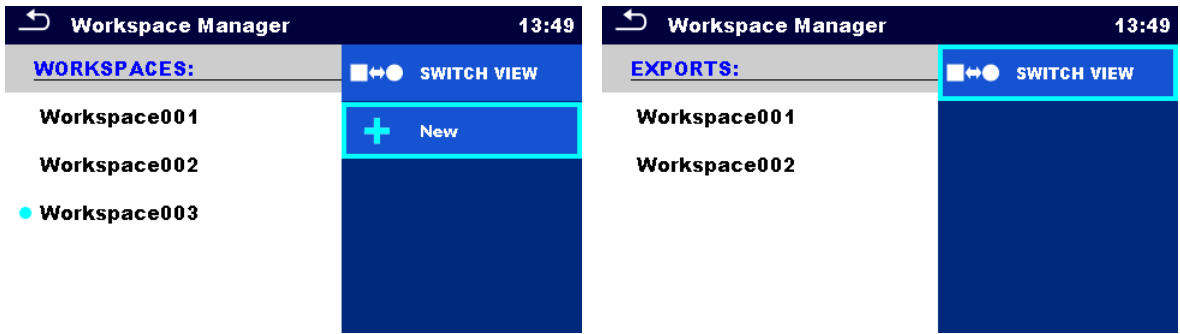 Workspace Manager 13:49
WORKSPACES:
SWITCH VIEW
Workspace001
New
Workspace002
Workspace003
Workspace Manager 13:49
EXPORTS:
SWITCH VIEW
Workspace001
Workspace002